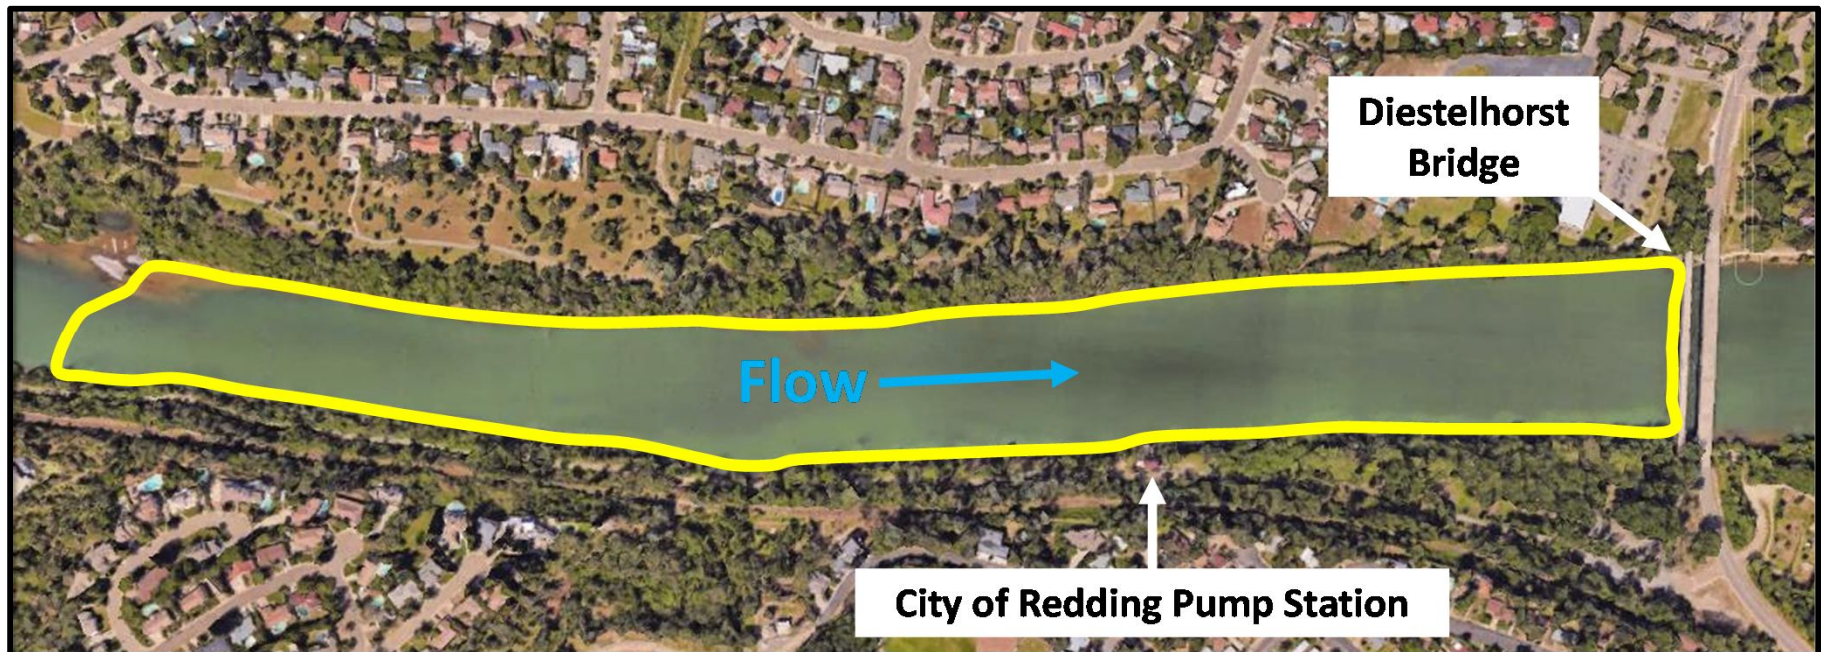 Diestelhorst
Bridge
Flow
City of Redding Pump Station